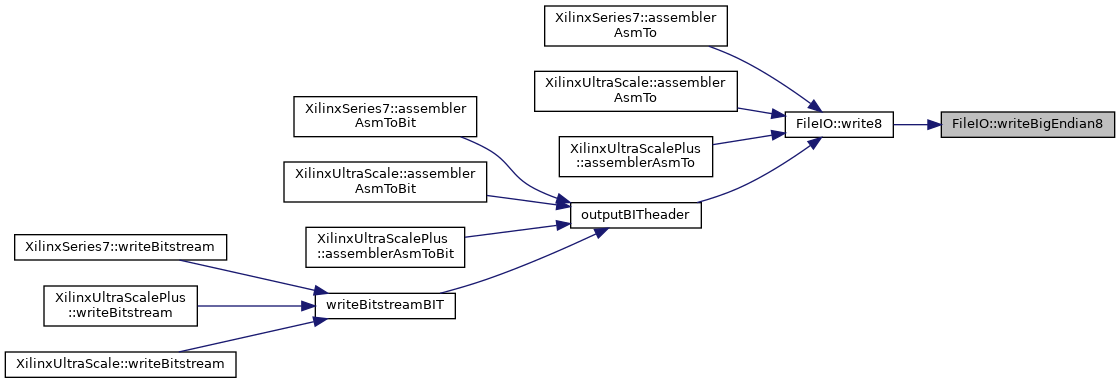 XilinxSeries7::assembler
AsmTo
XilinxUltraScale::assembler
AsmTo
XilinxSeries7::assembler
AsmToBit
FileIO::write8
FileIO::writeBigEndian8
XilinxUltraScalePlus
::assemblerAsmTo
XilinxUltraScale::assembler
AsmToBit
outputBITheader
XilinxUltraScalePlus
::assemblerAsmToBit
XilinxSeries7::writeBitstream
XilinxUltraScalePlus
::writeBitstream
writeBitstreamBIT
XilinxUltraScale::writeBitstream